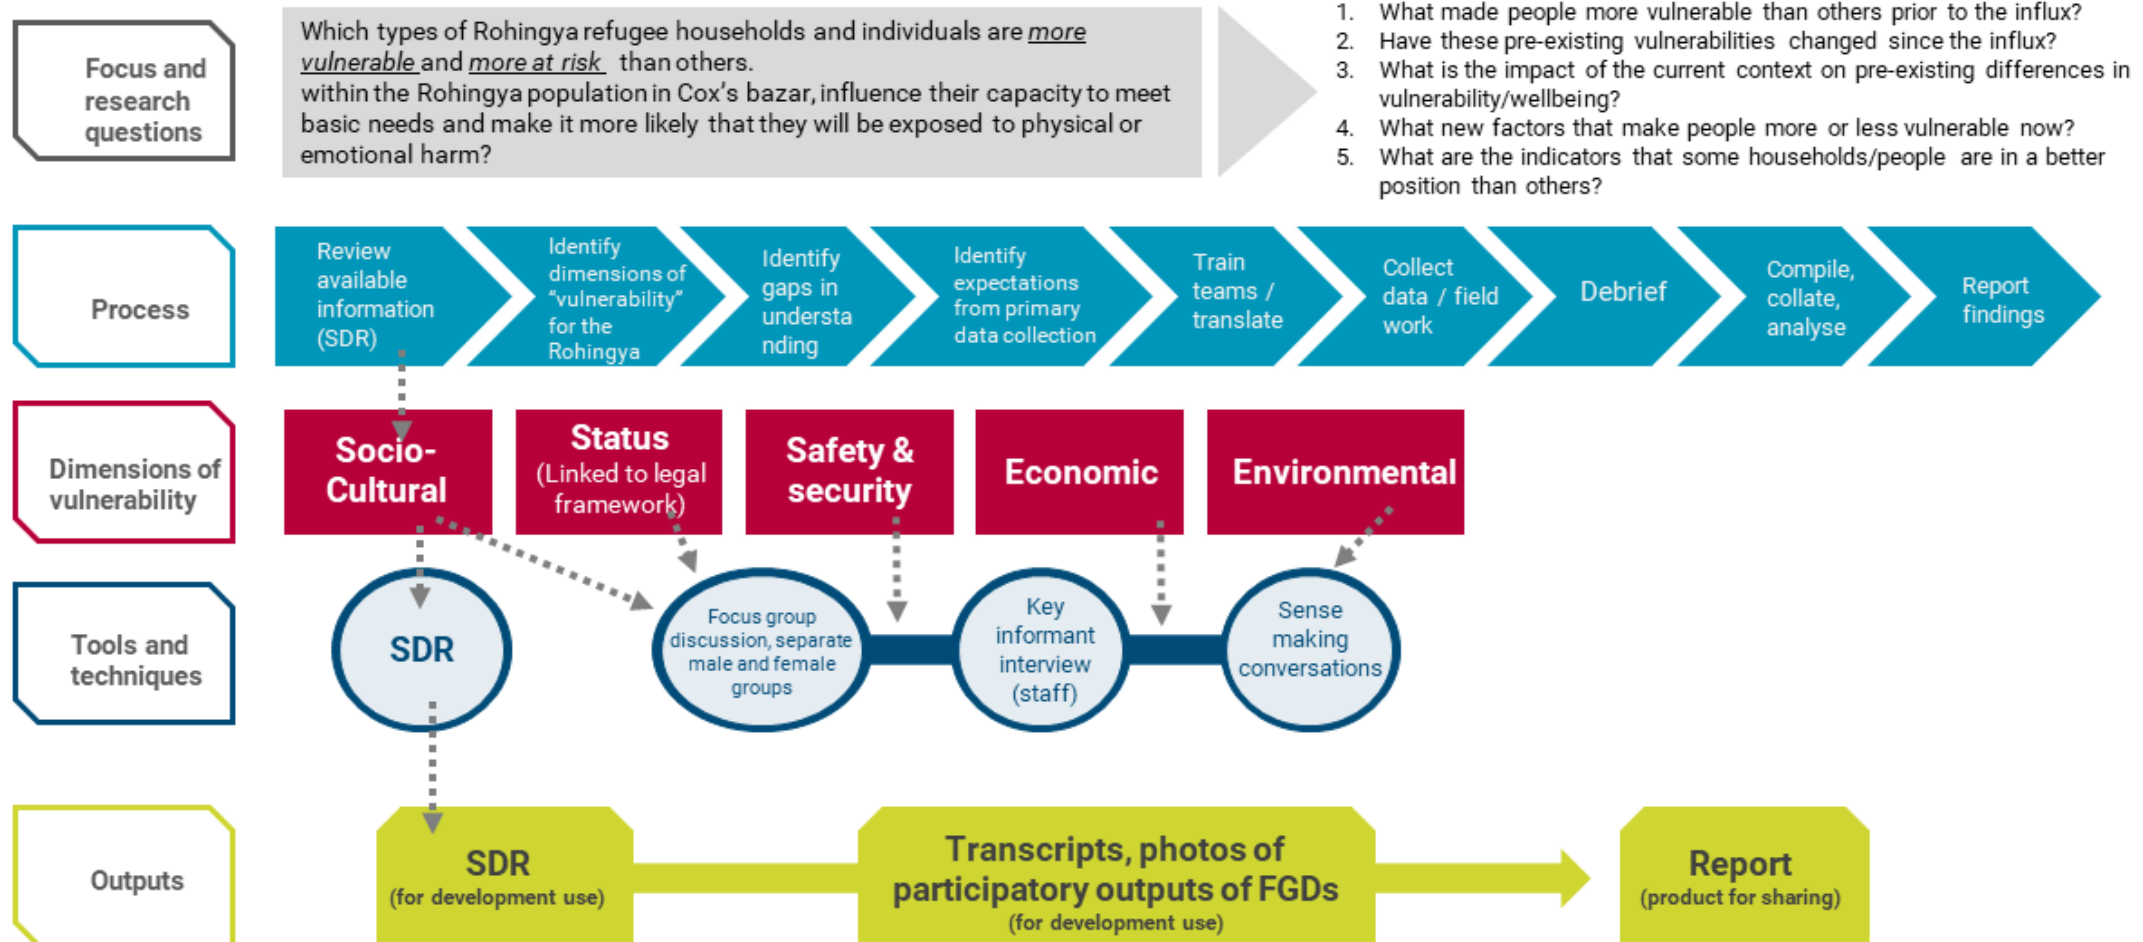 Focus and
research
questions
Which types of Rohingya refugee households and individuals are more
vulnerable and more at risk than others.
within the Rohingya population in Cox's bazar, influence their capacity to meet
basic needs and make it more likely that they will be exposed to physical or
emotional harm?
1. What made people more vulnerable than others prior to the influx?
2. Have these pre-existing vulnerabilities changed since the influx?
3. What is the impact of the current context on pre-existing differences in
vulnerability/wellbeing?
4. What new factors that make people more or less vulnerable now?
5. What are the indicators that some households/people are in a better
position than others?
Process
Review
available
information
(SDR)
Identify
dimensions of
“vulnerability”
for the
Rohingya
Identify
gaps in
understa
nding
Identify
expectations
from primary
data collection
Train
teams /
translate
Collect
data / field
work
Debrief
Compile,
collate,
analyse
Report
findings
Dimensions of
vulnerability
Socio-
Cultural
Status
(Linked to legal
framework)
Safety &
security
Economic
Environmental
Tools and
techniques
SDR
Focus group
discussion, separate
male and female
groups
Key
informant
interview
(staff)
Sense
making
conversations
Outputs
SDR
(for development use)
Transcripts, photos of
participatory outputs of FGDs
(for development use)
Report
(product for sharing)